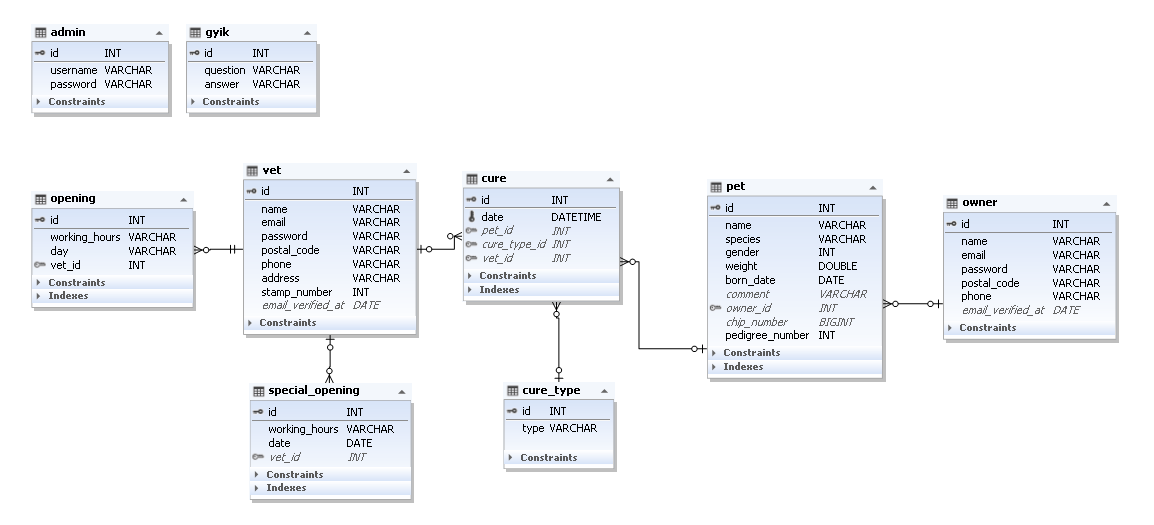 admin
id INT
username VARCHAR
password VARCHAR
Constraints
gyik
id INT
question VARCHAR
answer VARCHAR
Constraints
opening
id INT
working_hours VARCHAR
day VARCHAR
vet_id INT
Constraints
Indexes
vet
id INT
name VARCHAR
email VARCHAR
password VARCHAR
postal_code VARCHAR
phone VARCHAR
address VARCHAR
stamp_number INT
email_verified_at DATE
Constraints
cure
id INT
date DATETIME
pet_id INT
cure_type_id INT
vet_id INT
Constraints
Indexes
pet
id INT
name VARCHAR
species VARCHAR
gender INT
weight DOUBLE
born_date DATE
comment VARCHAR
owner_id INT
chip_number BIGINT
pedigree_number INT
Constraints
Indexes
owner
id INT
name VARCHAR
email VARCHAR
password VARCHAR
postal_code VARCHAR
phone VARCHAR
email_verified_at DATE
Constraints
special_opening
id INT
working_hours VARCHAR
date DATE
vet_id INT
Constraints
Indexes
cure_type
id INT
type VARCHAR
Constraints